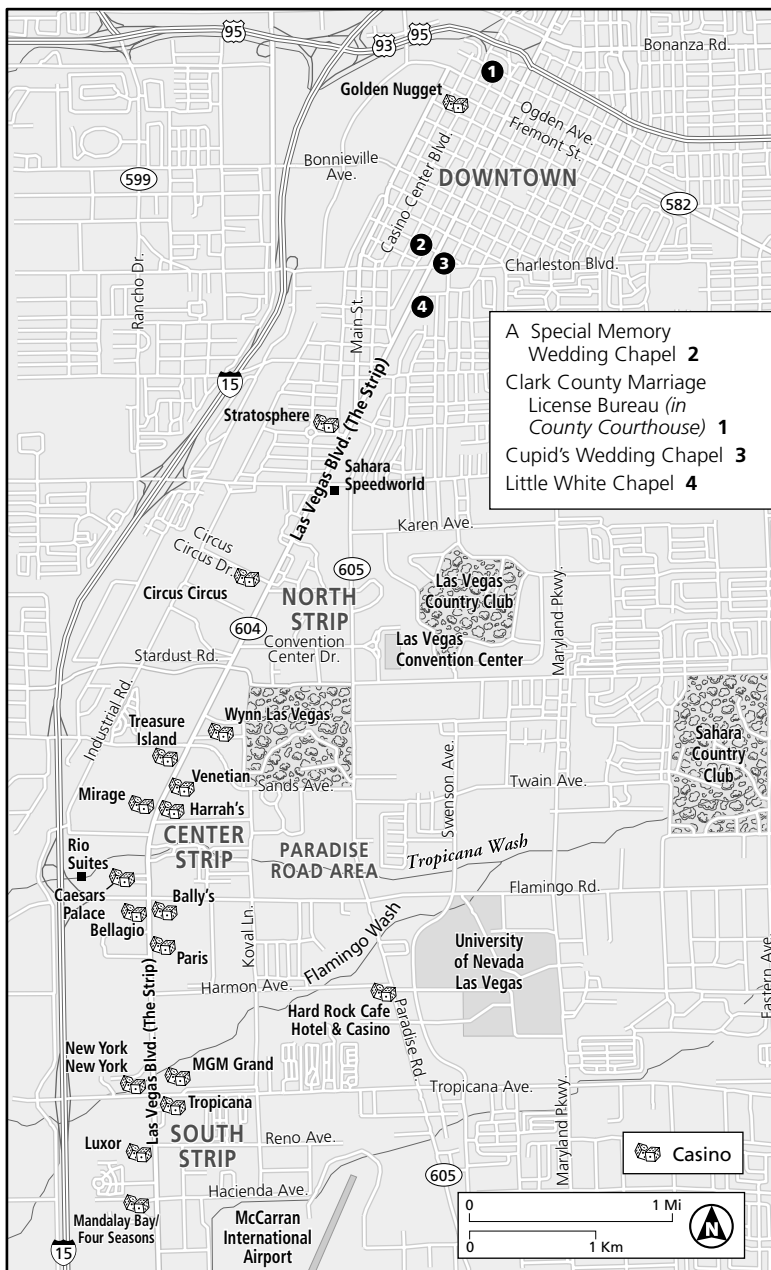 95
93
95
Bonanza Rd.
1
Golden Nugget
Ogden Ave.
Fremont St.
Bonnieville
Ave.
Casino Center Blvd.
DOWNTOWN
599
582
Rancho Dr.
2
3
Charleston Blvd.
4
Main St.
A Special Memory
Wedding Chapel 2
Clark County Marriage
License Bureau (in
County Courthouse) 1
Cupid's Wedding Chapel 3
Little White Chapel 4
15
Stratosphere
Las Vegas Blvd. (The Strip)
Sahara
Speedworld
Karen Ave.
Circus
Circus Dr.
Circus Circus
605
NORTH
STRIP
Las Vegas
Country Club
Maryland Pkwy.
604
Convention
Center Dr.
Las Vegas
Convention Center
Stardust Rd.
Industrial Rd.
Wynn Las Vegas
Treasure
Island
Sahara
Country
Club
Venetian
Sands Ave.
Swenson Ave.
Twain Ave.
Mirage
Harrah's
CENTER
STRIP
PARADISE
ROAD AREA
Tropicana Wash
Rio
Suites
Caesars
Palace
Bally's
Flamingo Rd.
Bellagio
Koval Ln.
Flamingo Wash
Paris
University
of Nevada
Las Vegas
Eastern Ave.
Harmon Ave.
Hard Rock Cafe
Hotel & Casino
Paradise Rd.
Las Vegas Blvd. (The Strip)
New York
New York
MGM Grand
Tropicana Ave.
Tropicana
Maryland Pkwy.
SOUTH
STRIP
Reno Ave.
Luxor
Casino
605
Hacienda Ave.
Mandalay Bay/
Four Seasons
McCarran
International
Airport
0
1 Mi
0
1 Km
N
15